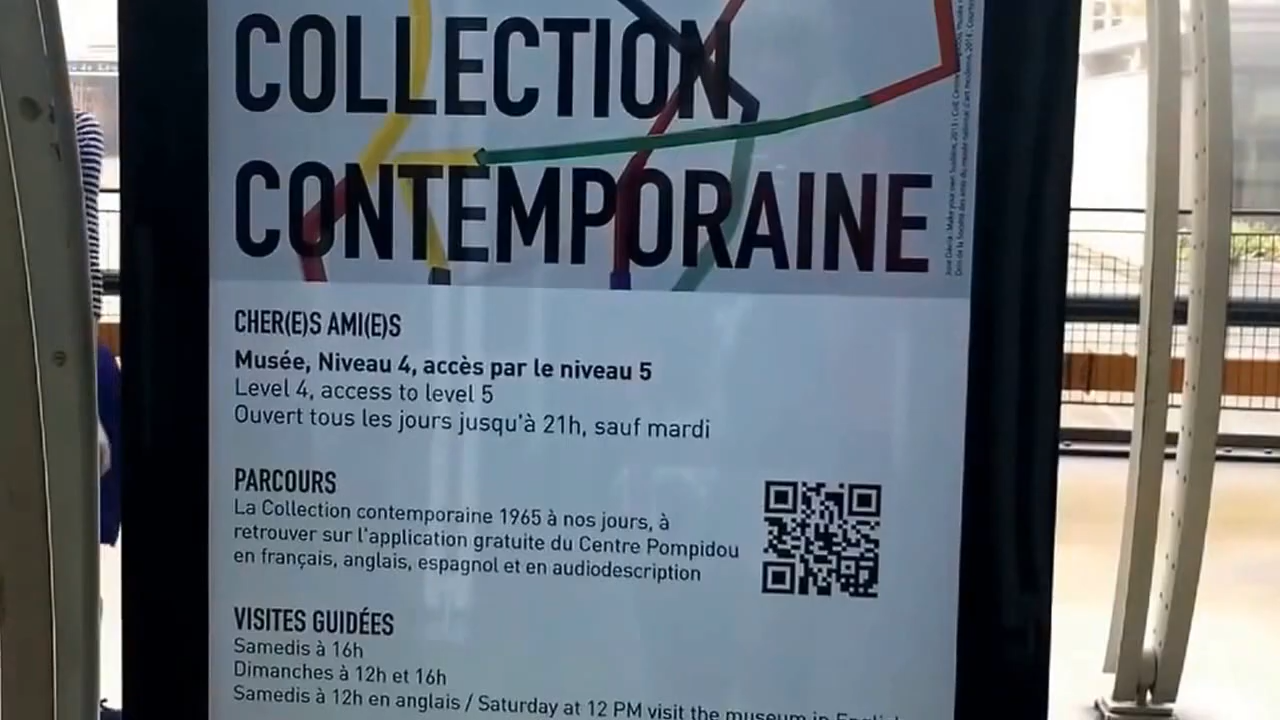 COLLECTION
CONTEMPORAINE
CHER(E)S AMI(E)S
Musée, Niveau 4, accès par le niveau 5
Level 4, access to level 5
Ouvert tous les jours jusqu'à 21h, sauf mardi
PARCOURS
La Collection contemporaine 1965 à nos jours, à
retrouver sur l'application gratuite du Centre Pompidou
en français, anglais, espagnol et en audiodescription
VISITES GUIDÉES
Samedis à 16h
Dimanches à 12h et 16h
Samedis à 12h en anglais / Saturday at 12 PM visit the museum in